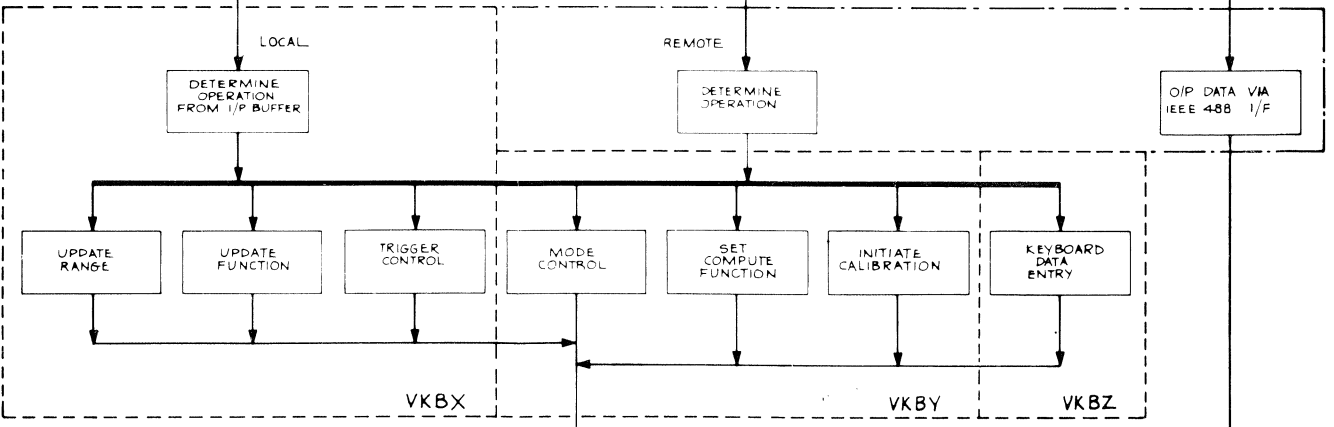 LOCAL
REMOTE
DETERMINE
OPERATION
FROM I/P BUFFER
DETERMINE
OPERATION
O/P DATA VIA
IEEE 488 I/F
UPDATE
RANGE
UPDATE
FUNCTION
TRIGGER
CONTROL
MODE
CONTROL
SET
COMPUTE
FUNCTION
INITIATE
CALIBRATION
KEYBOARD
DATA
ENTRY
VKBX
VKBY
VKBZ